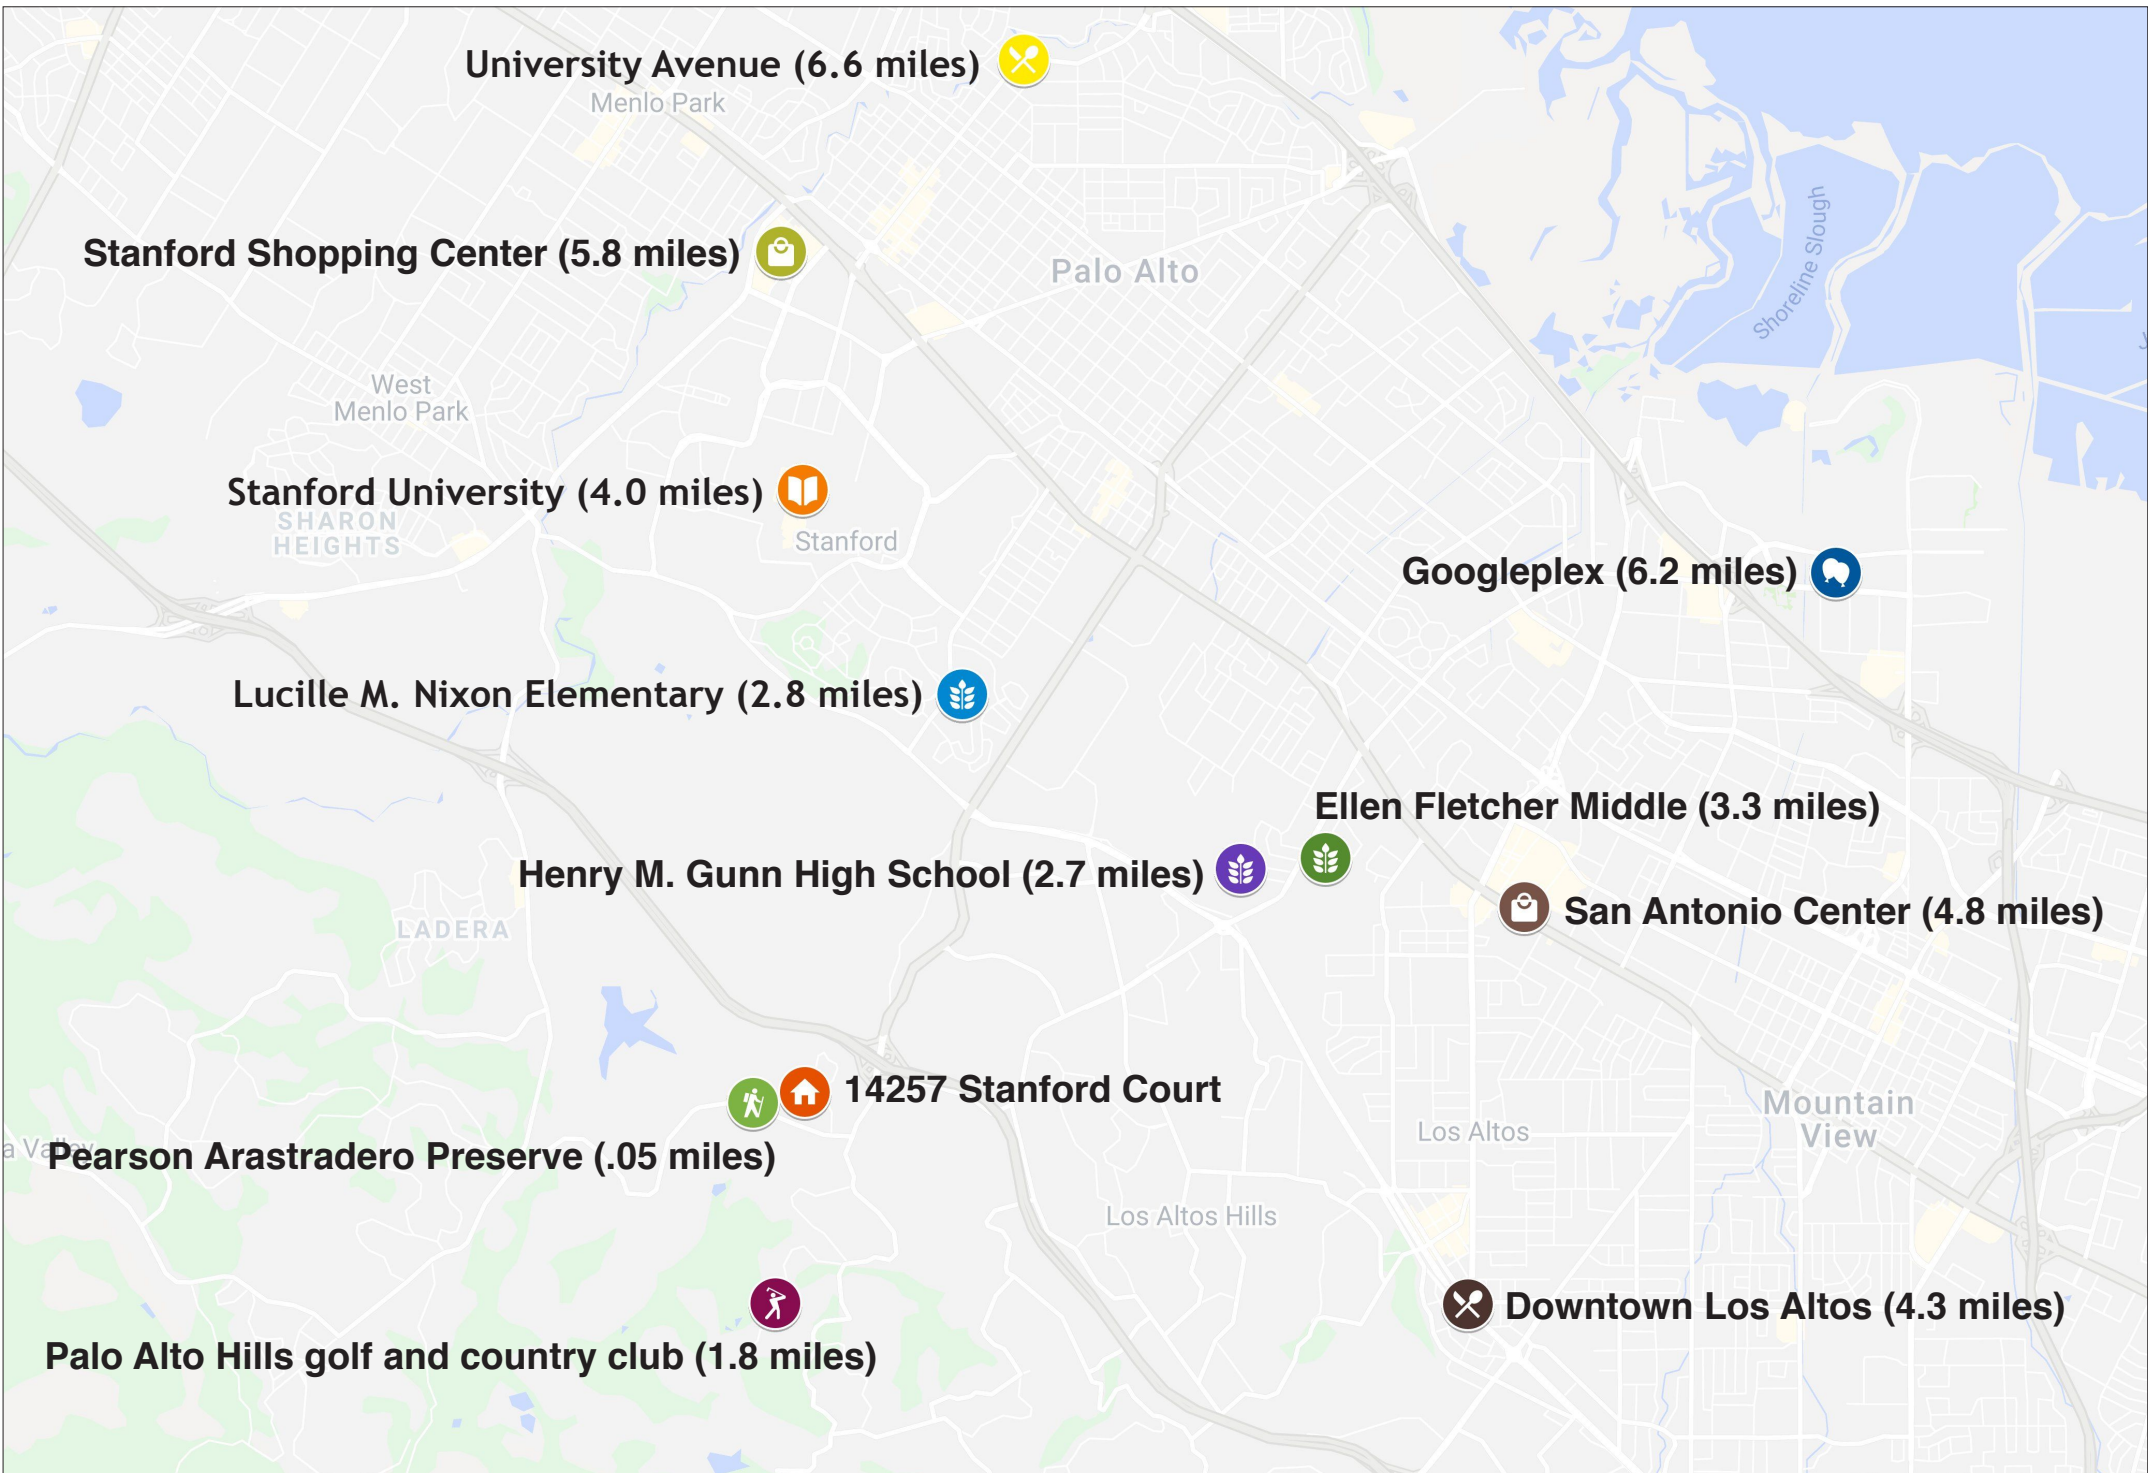 University Avenue (6.6 miles)
Menlo Park
Stanford Shopping Center (5.8 miles)
Palo Alto
Shoreline Slough
West
Menlo Park
Stanford University (4.0 miles)
SHARON
HEIGHTS
Stanford
Googleplex (6.2 miles)
Lucille M. Nixon Elementary (2.8 miles)
Ellen Fletcher Middle (3.3 miles)
Henry M. Gunn High School (2.7 miles)
San Antonio Center (4.8 miles)
LADERA
14257 Stanford Court
Mountain
View
Los Altos
a Valley
Pearson Arastradero Preserve (.05 miles)
Los Altos Hills
Downtown Los Altos (4.3 miles)
Palo Alto Hills golf and country club (1.8 miles)